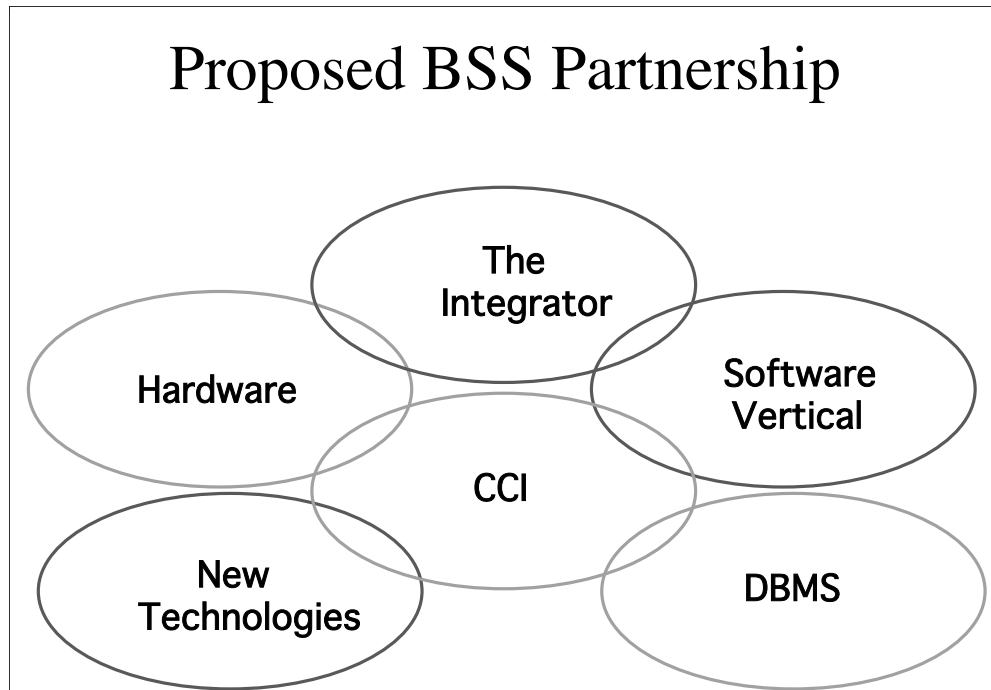 Proposed BSS Partnership
The
Integrator
Hardware
Software
Vertical
CCI
New
Technologies
DBMS